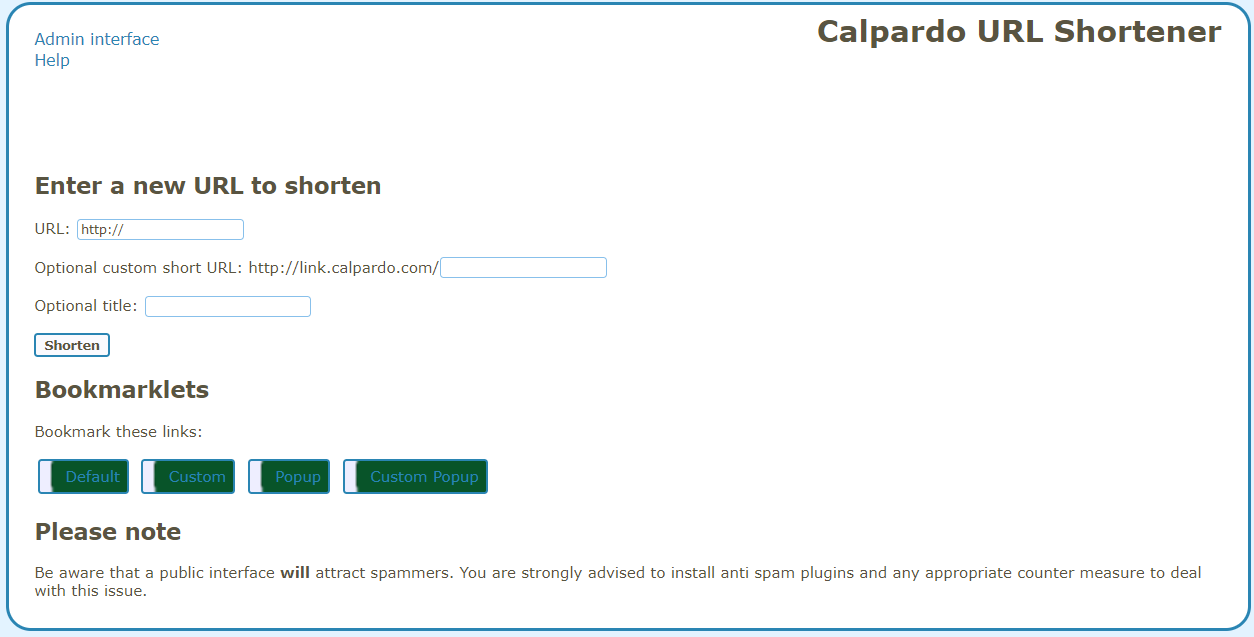 Admin interface
Help
Calpardo URL Shortener
Enter a new URL to shorten
URL: http://
Optional custom short URL: http://link.calpardo.com/
Optional title:
Shorten
Bookmarklets
Bookmark these links:
Default Custom Popup Custom Popup
Please note
Be aware that a public interface will attract spammers. You are strongly advised to install anti spam plugins and any appropriate counter measure to deal
with this issue.